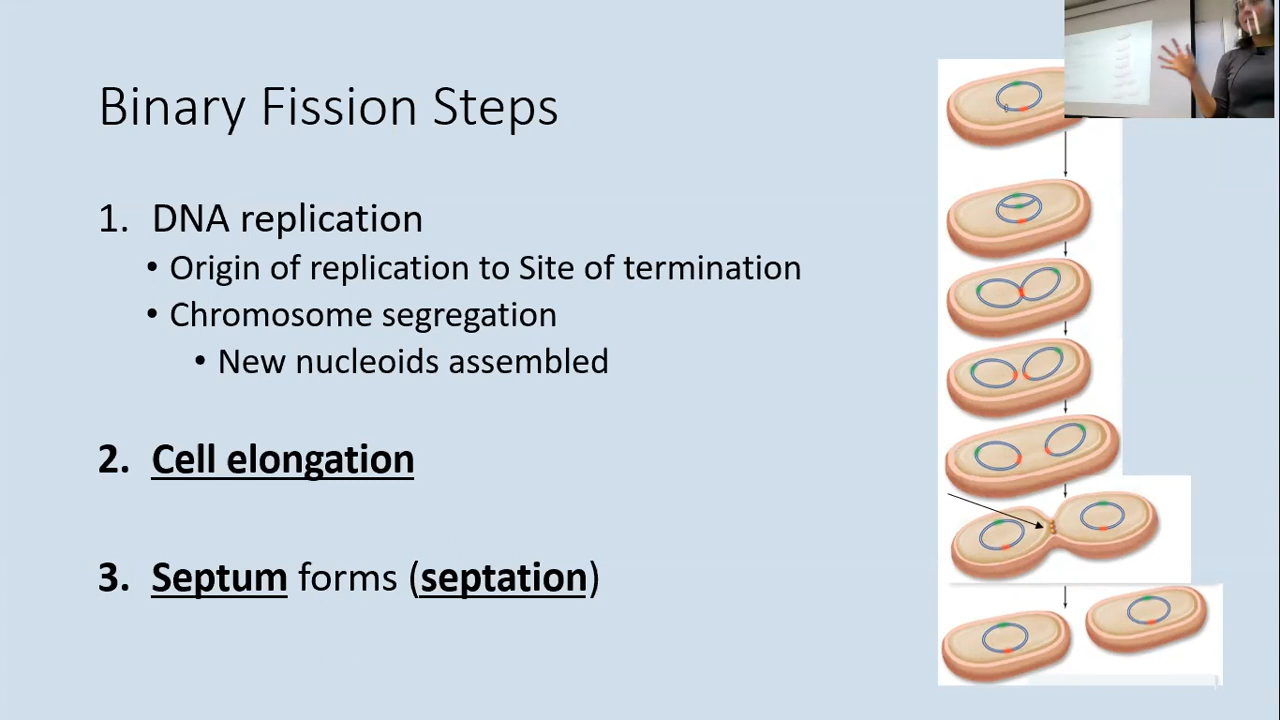 Binary Fission Steps
1. DNA replication
• Origin of replication to Site of termination
• Chromosome segregation
• New nucleoids assembled
2. Cell elongation
3. Septum forms (septation)